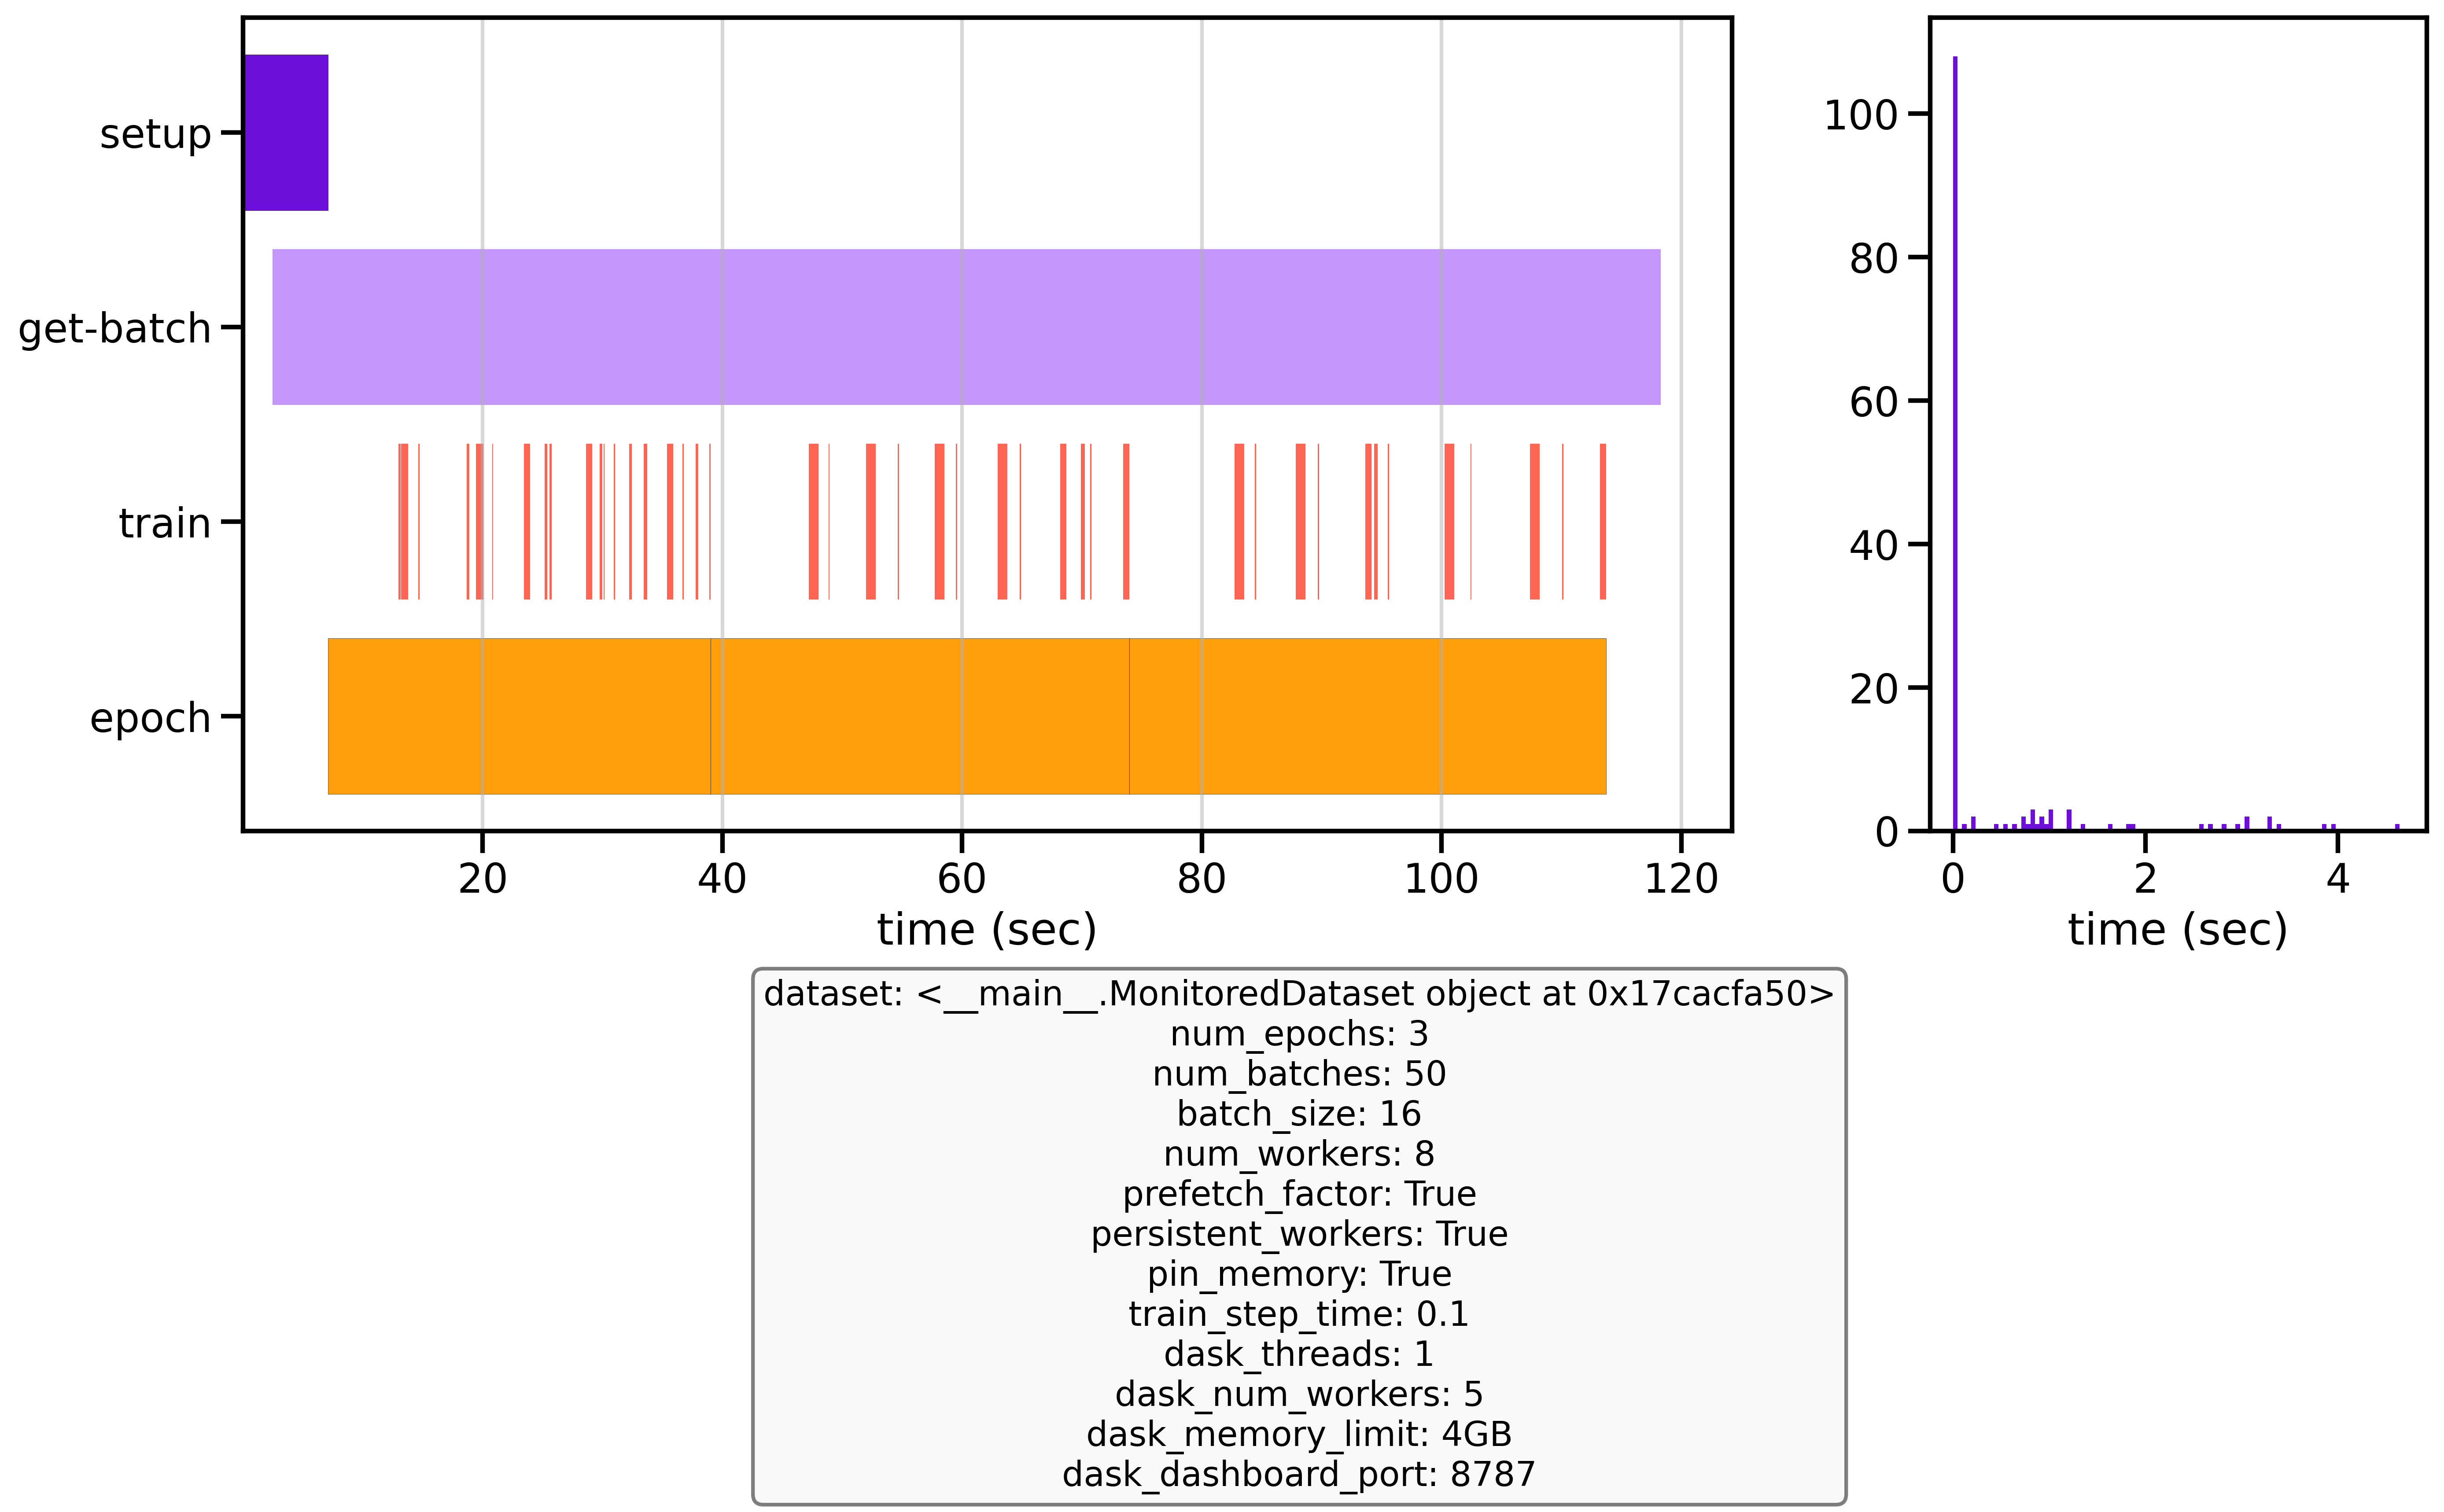 setup
get-batch
train
epoch
20 40 60 80 100 120
time (sec)
100
80
60
40
20
0
0 2 4
time (sec)
dataset: <__main__.MonitoredDataset object at 0x17cacfa50>
num_epochs: 3
num_batches: 50
batch_size: 16
num_workers: 8
prefetch_factor: True
persistent_workers: True
pin_memory: True
train_step_time: 0.1
dask_threads: 1
dask_num_workers: 5
dask_memory_limit: 4GB
dask_dashboard_port: 8787